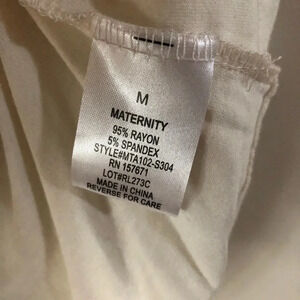 M
MATERNITY
95% RAYON
5% SPANDEX
STYLE#MTA102-S304
RN 157671
LOT#RL273C
MADE IN CHINA
REVERSE FOR CARE